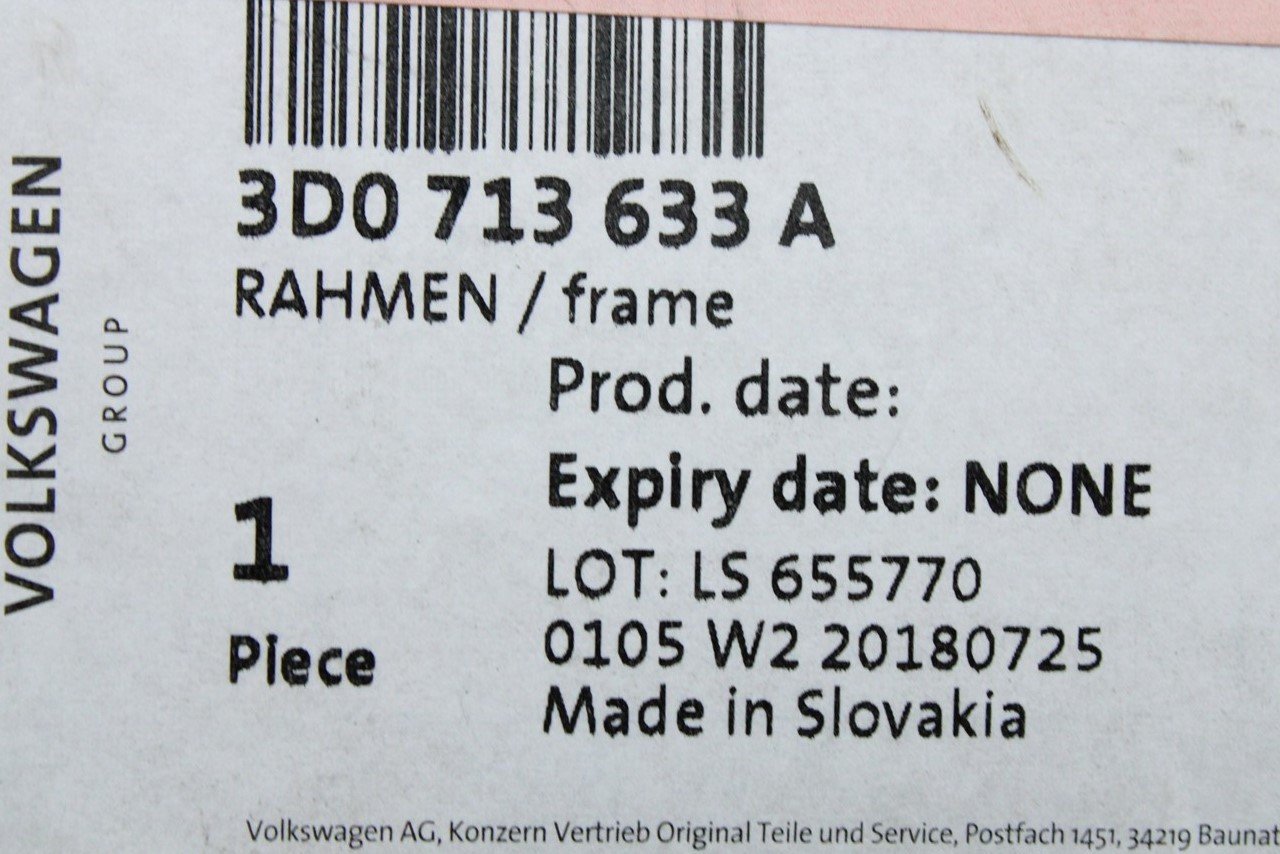 VOLKSWAGEN
GROUP
3D0 713 633 A
RAHMEN / frame
Prod. date:
Expiry date: NONE
1
Piece
LOT: LS 655770
0105 W2 20180725
Made in Slovakia
Volkswagen AG, Konzern Vertrieb Original Teile und Service, Postfach 1451, 34219 Baunat